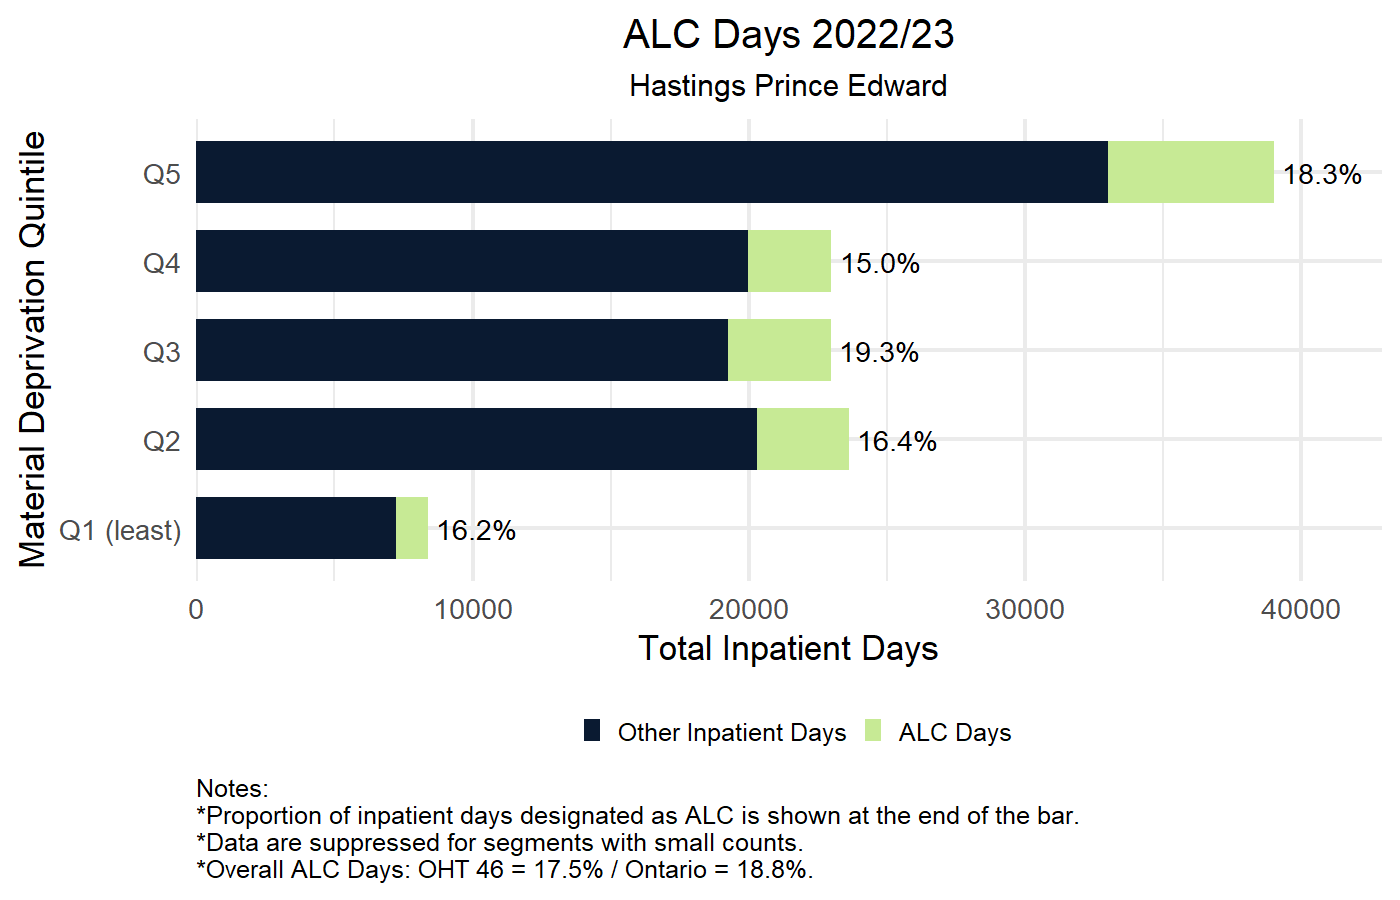 ALC Days 2022/23
Hastings Prince Edward
Material Deprivation Quintile
Q5
18.3%
Q4
15.0%
Q3
19.3%
Q2
16.4%
Q1 (least)
16.2%
0
10000
20000
30000
40000
Total Inpatient Days
Other Inpatient Days
ALC Days
Notes:
*Proportion of inpatient days designated as ALC is shown at the end of the bar.
*Data are suppressed for segments with small counts.
*Overall ALC Days: OHT 46 = 17.5% / Ontario = 18.8%.